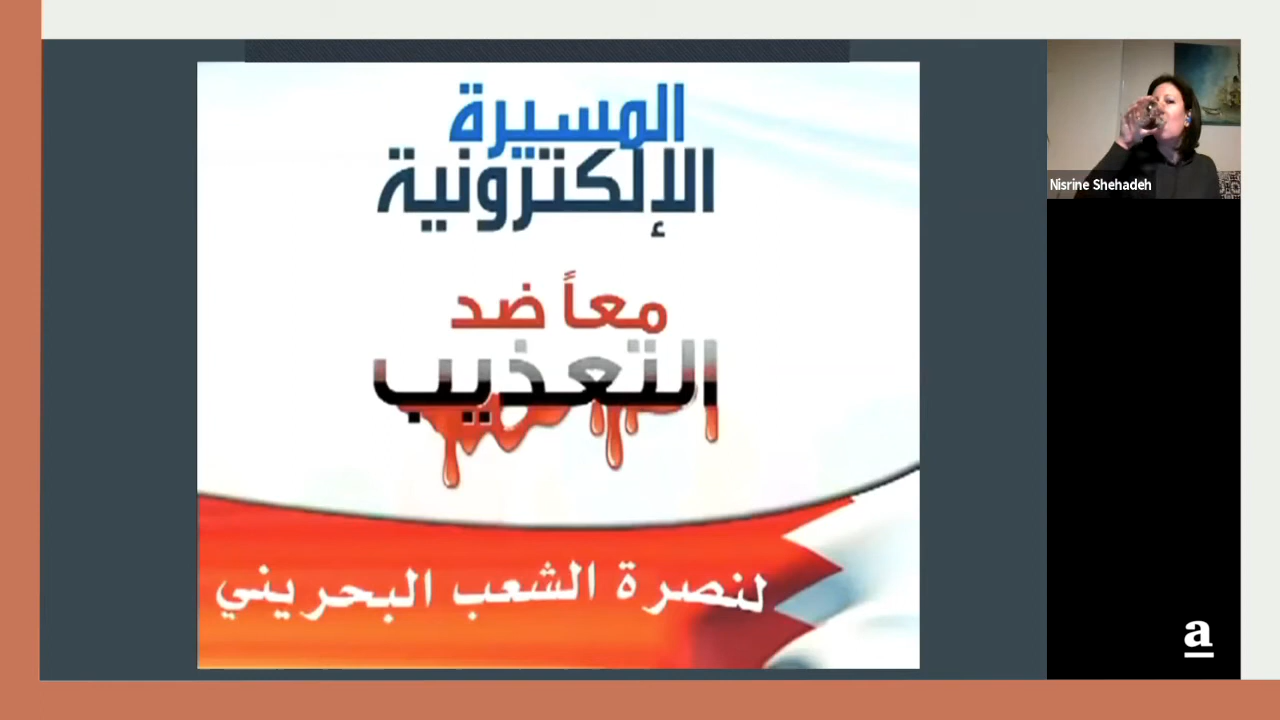 المسيرة
الإلكترونية
معاً ضد
التعذيب
لنصرة الشعب البحريني
Nisrine Shehadeh
a